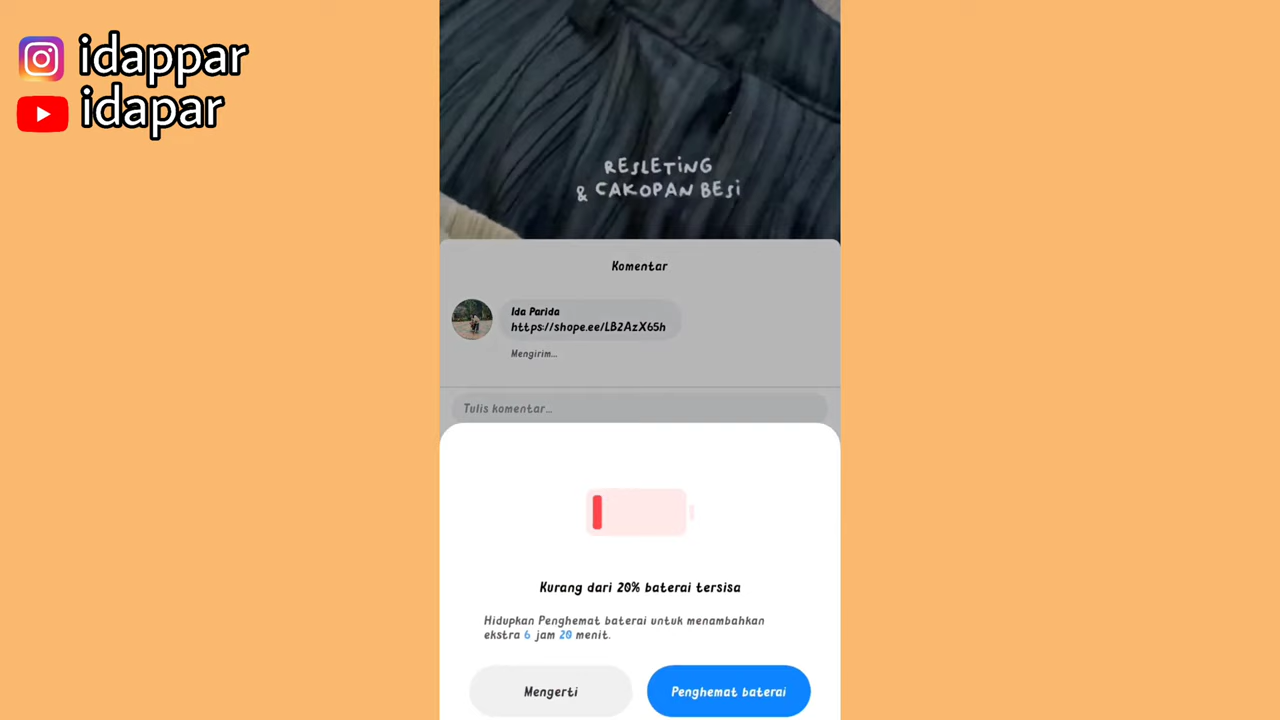 idappar
idapar
RESLETING
& CAKOPAN BESI
Komentar
Ida Parida
https://shope.ee/LB2AzX65h
Mengirim...
Tulis komentar...
Kurang dari 20% baterai tersisa
Hidupkan Penghemat baterai untuk menambahkan
ekstra 6 jam 20 menit.
Mengerti
Penghemat baterai